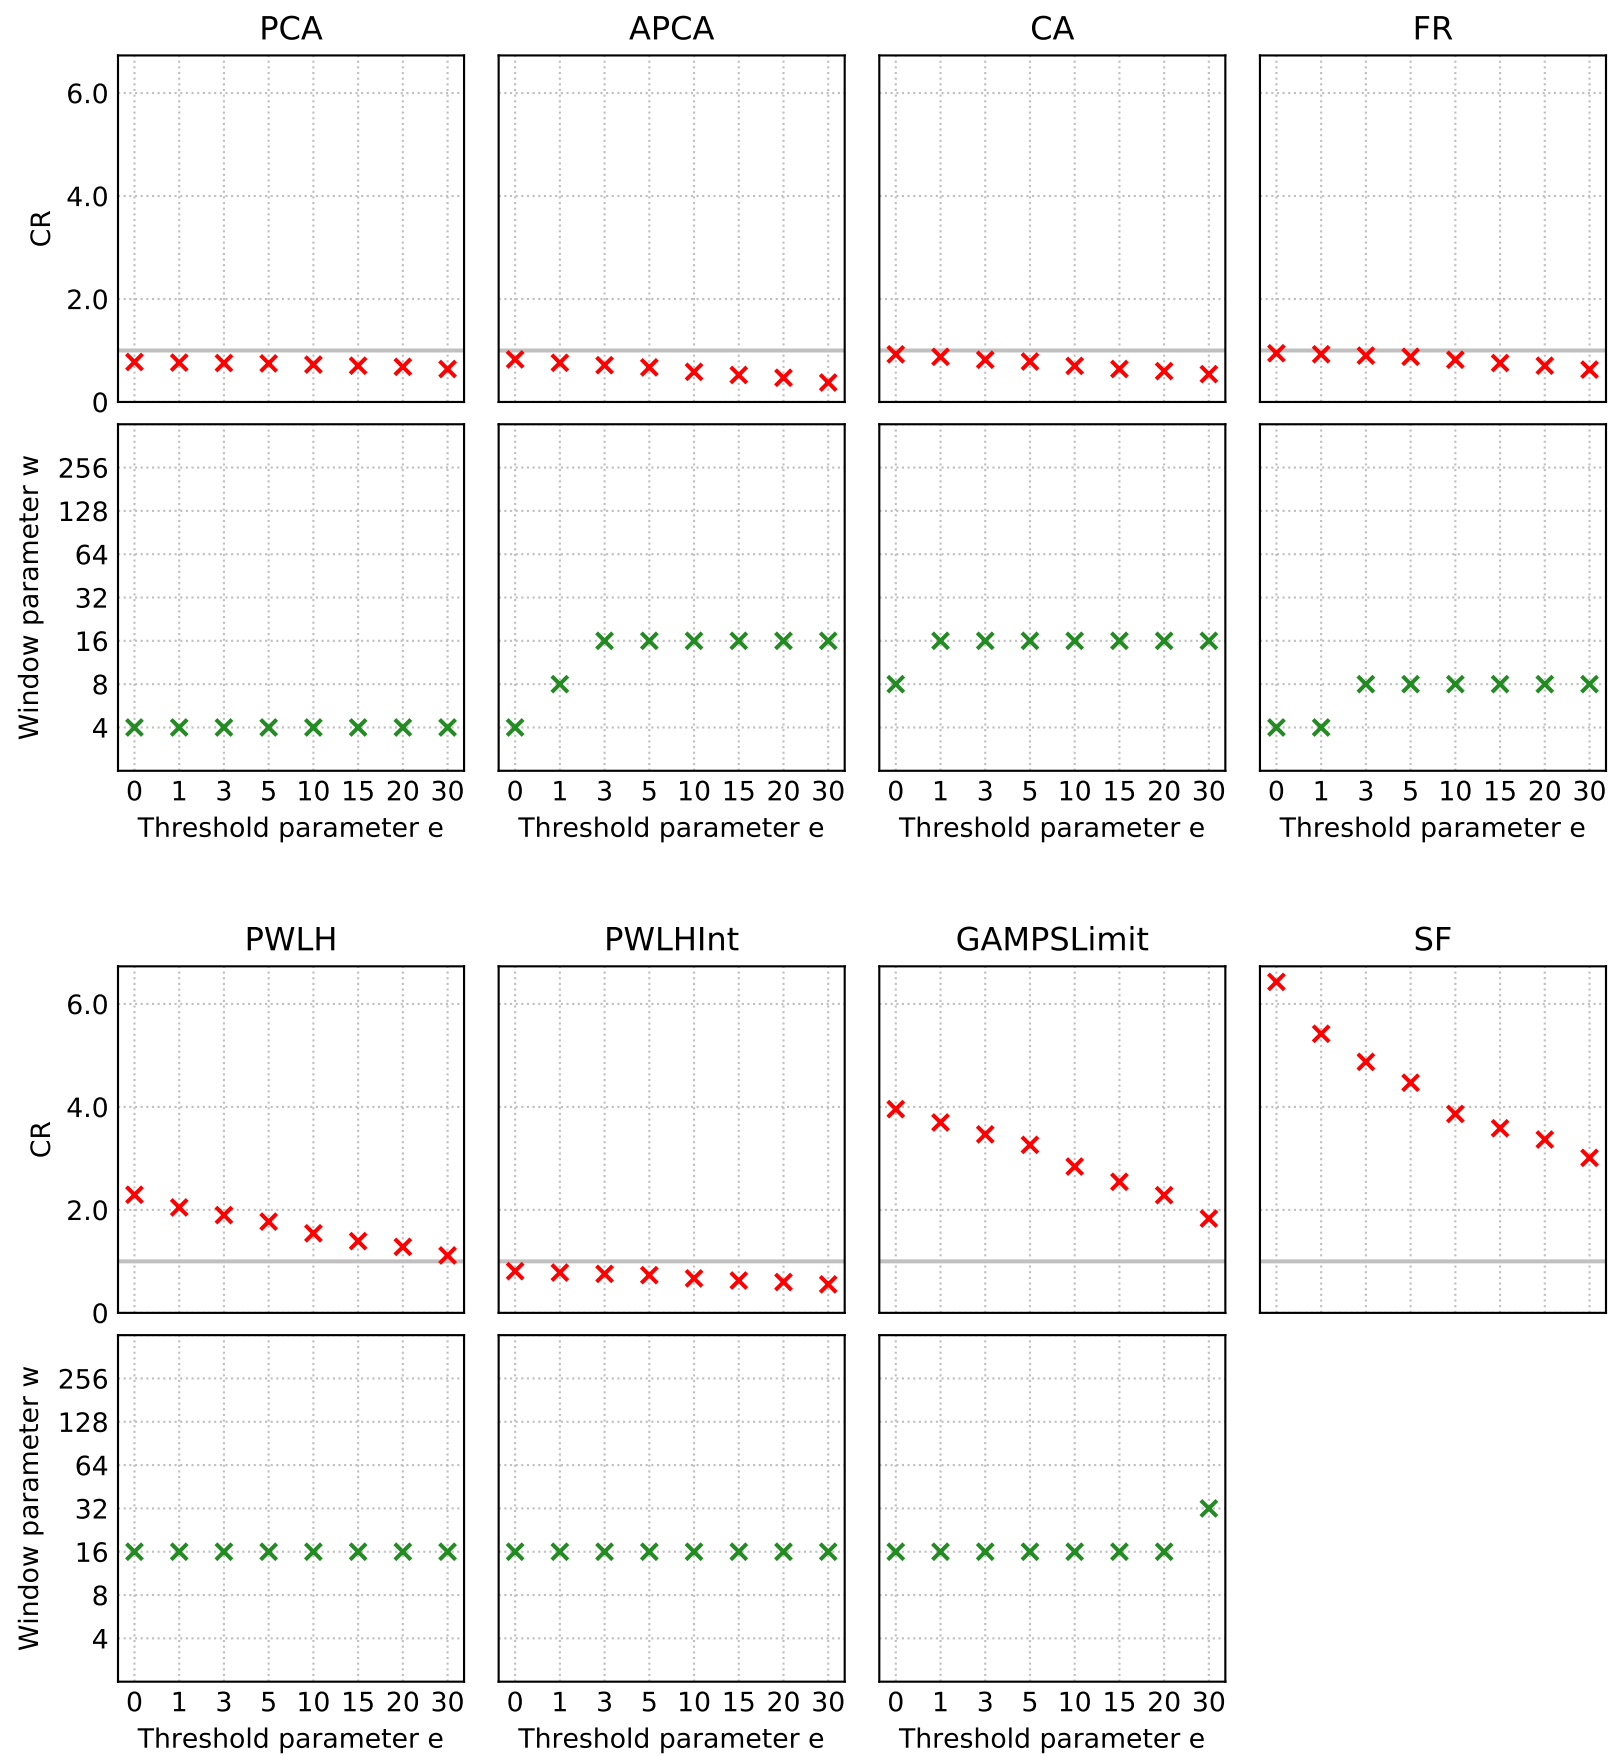 PCA APCA CA FR
6.0
4.0
2.0
0
CR
256
128
64
32
16
8
4
Window parameter w
0 1 3 5 10 15 20 30 0 1 3 5 10 15 20 30 0 1 3 5 10 15 20 30 0 1 3 5 10 15 20 30
Threshold parameter e Threshold parameter e Threshold parameter e Threshold parameter e
PWLH PWLHInt GAMPSLimit SF
6.0
4.0
2.0
0
CR
256
128
64
32
16
8
4
Window parameter w
0 1 3 5 10 15 20 30 0 1 3 5 10 15 20 30 0 1 3 5 10 15 20 30
Threshold parameter e Threshold parameter e Threshold parameter e